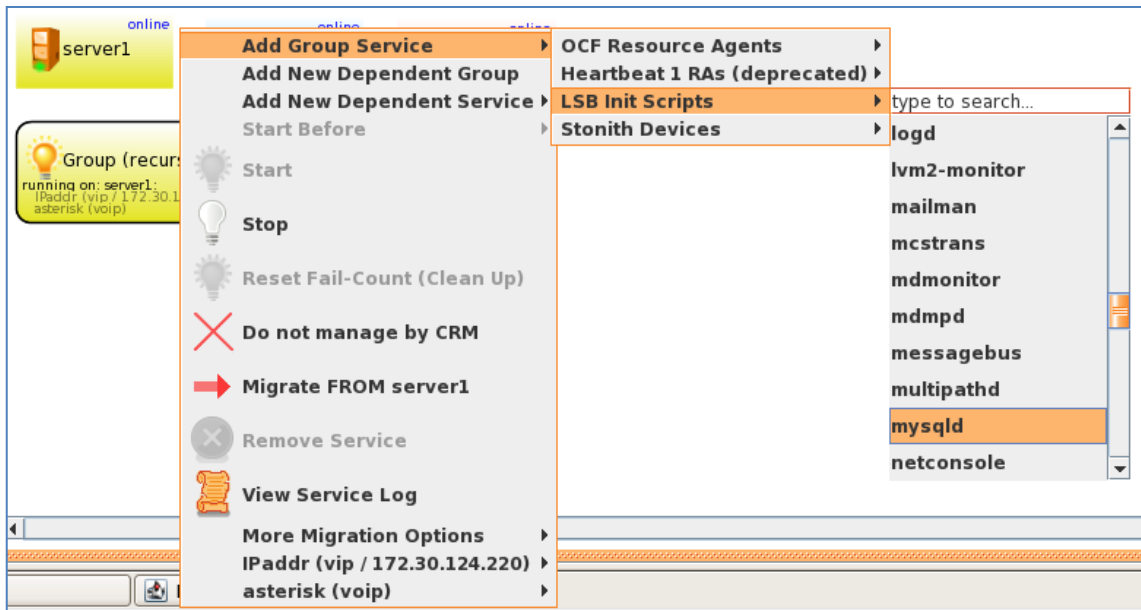 online
server1
online
online
Group (recurs
running on: server1:
IPaddr (vip / 172.30.1
asterisk (voip)
Add Group Service
Add New Dependent Group
Add New Dependent Service
Start Before
Start
Stop
Reset Fail-Count (Clean Up)
Do not manage by CRM
Migrate FROM server1
Remove Service
View Service Log
More Migration Options
IPaddr (vip / 172.30.124.220)
asterisk (voip)
OCF Resource Agents
Heartbeat 1 RAs (deprecated)
LSB Init Scripts
Stonith Devices
type to search...
logd
lvm2-monitor
mailman
mcstrans
mdmonitor
mdmpd
messagebus
multipathd
mysqld
netconsole